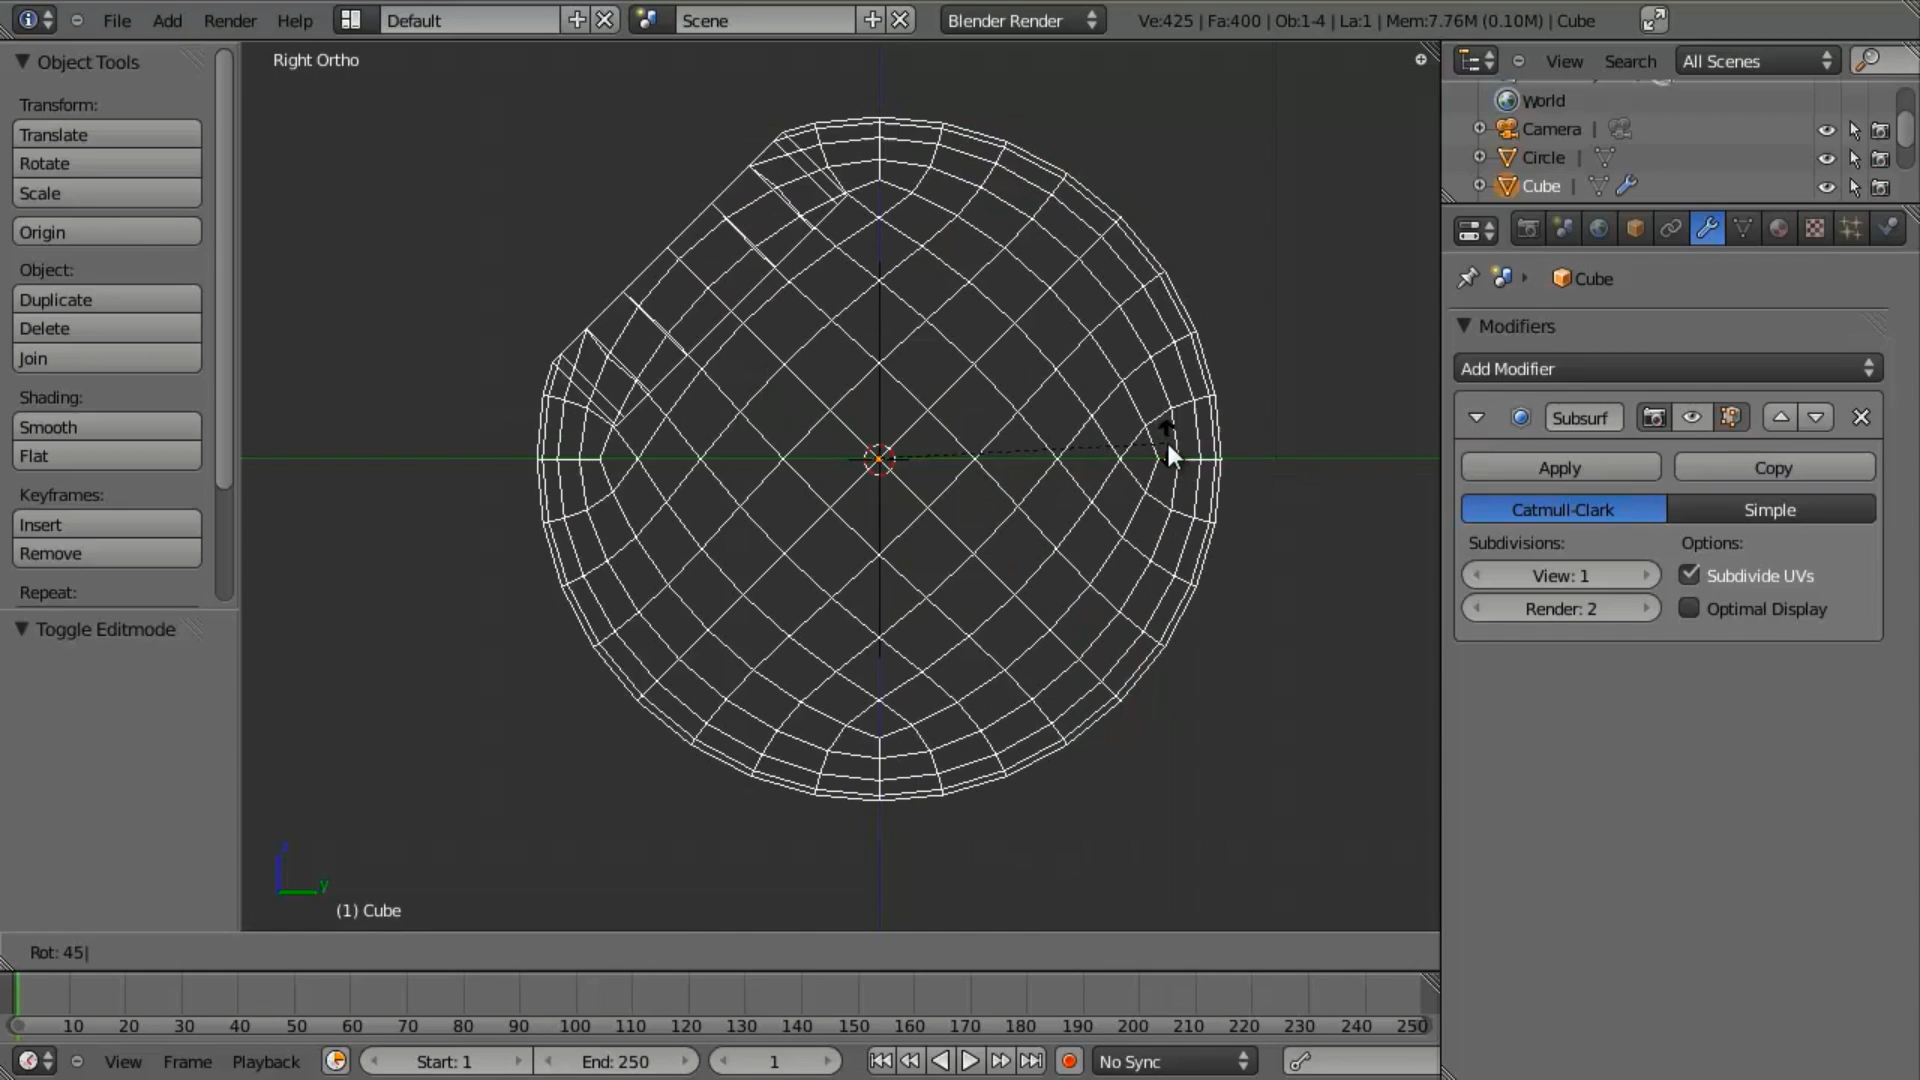 File Add Render Help Default Scene Blender Render Ve:425 | Fa:400 | Ob:1-4 | La:1 | Mem:7.76M (0.10M) | Cube
Object Tools
Transform:
Translate
Rotate
Scale
Origin
Object:
Duplicate
Delete
Join
Shading:
Smooth
Flat
Keyframes:
Insert
Remove
Repeat:
Toggle Editmode
Right Ortho
z
y
(1) Cube
Rot: 45|
View Search All Scenes
World
Camera
Circle
Cube
Cube
Modifiers
Add Modifier
Subsurf
Apply Copy
Catmull-Clark Simple
Subdivisions: Options:
View: 1 Subdivide UVs
Render: 2 Optimal Display
10 20 30 40 50 60 70 80 90 100 110 120 130 140 150 160 170 180 190 200 210 220 230 240 250
View Frame Playback Start: 1 End: 250 1 No Sync